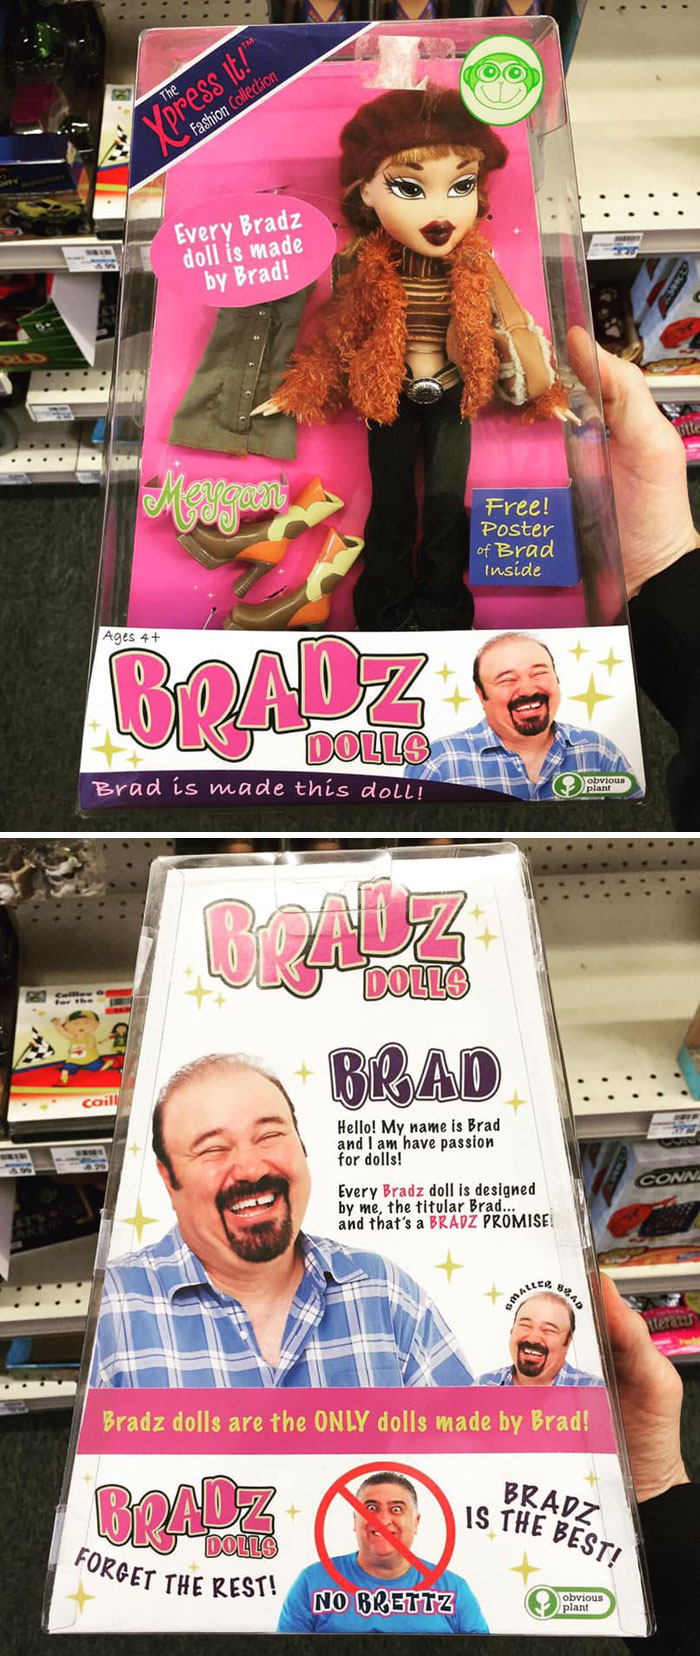 The
Xpress It!™
Fashion Collection
Every Bradz
doll is made
by Brad!
Meygan
Free!
Poster
of Brad
Inside
Ages 4+
BRADZ
DOLLS
Brad is made this doll!
obvious
plant
BRADZ
DOLLS
BRAD
Hello! My name is Brad
and I am have passion
for dolls!
Every Bradz doll is designed
by me, the titular Brad...
and that's a BRADZ PROMISE!
SMALLER BRAD
Bradz dolls are the ONLY dolls made by Brad!
BRADZ
DOLLS
FORGET THE REST!
NO BRETTZ
BRADZ
IS THE BEST!
obvious
plant
Caill
CONN